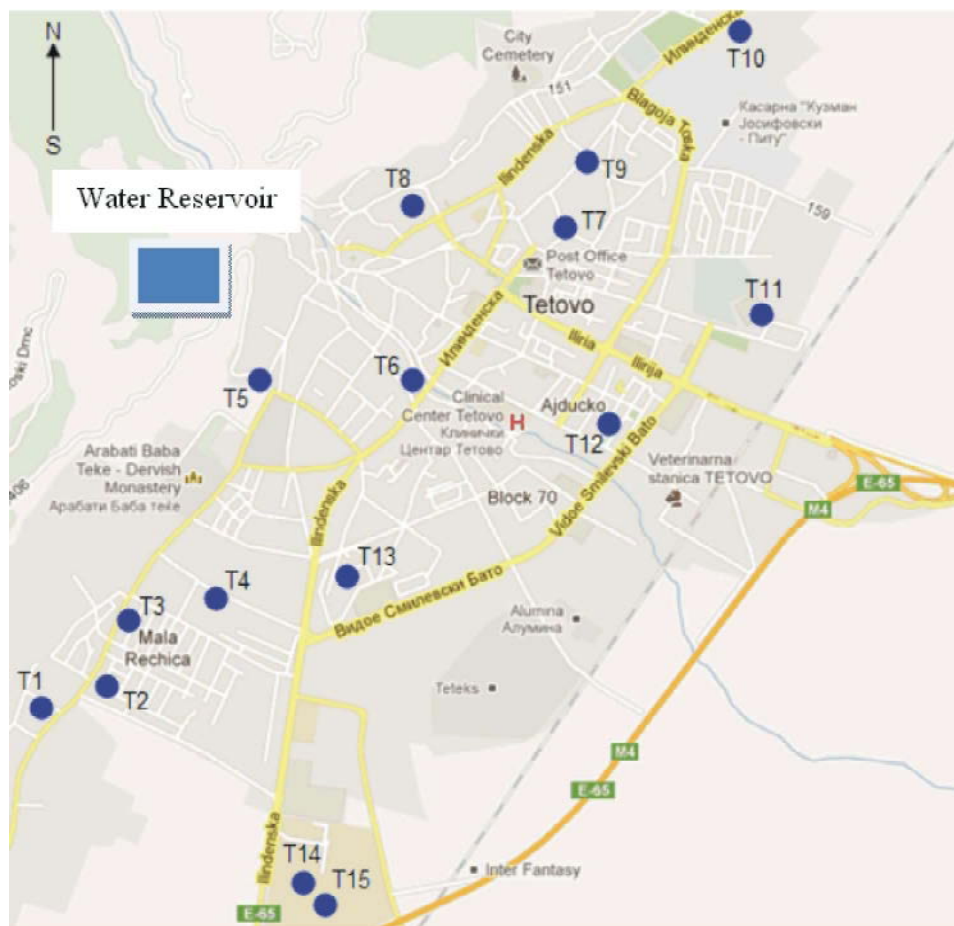 N
S
Water Reservoir
City
Cemetery
151
Илинденска
T10
Blagoja Toska
Касарна "Кузман
Јосифовски
- Питу"
Ilindenska
T8
T9
159
T7
Post Office
Tetovo
Tetovo
T11
Илинденска
Iliria
Ilirija
T6
T5
Clinical
Center Tetovo
Клинички
Центар Тетово
H
Ajducko
T12
Vidoe Smilevski Bato
Veterinarna
stanica TETOVO
Arabati Baba
Teke - Dervish
Monastery
Арабати Баба теке
406
Block 70
E-65
M4
Ilindenska
T13
T4
T3
Видое Смилевски Бато
Alumina
Алумина
Mala
Rechica
T1
T2
Teteks
M4
E-65
Ilindenska
T14
T15
Inter Fantasy
E-65